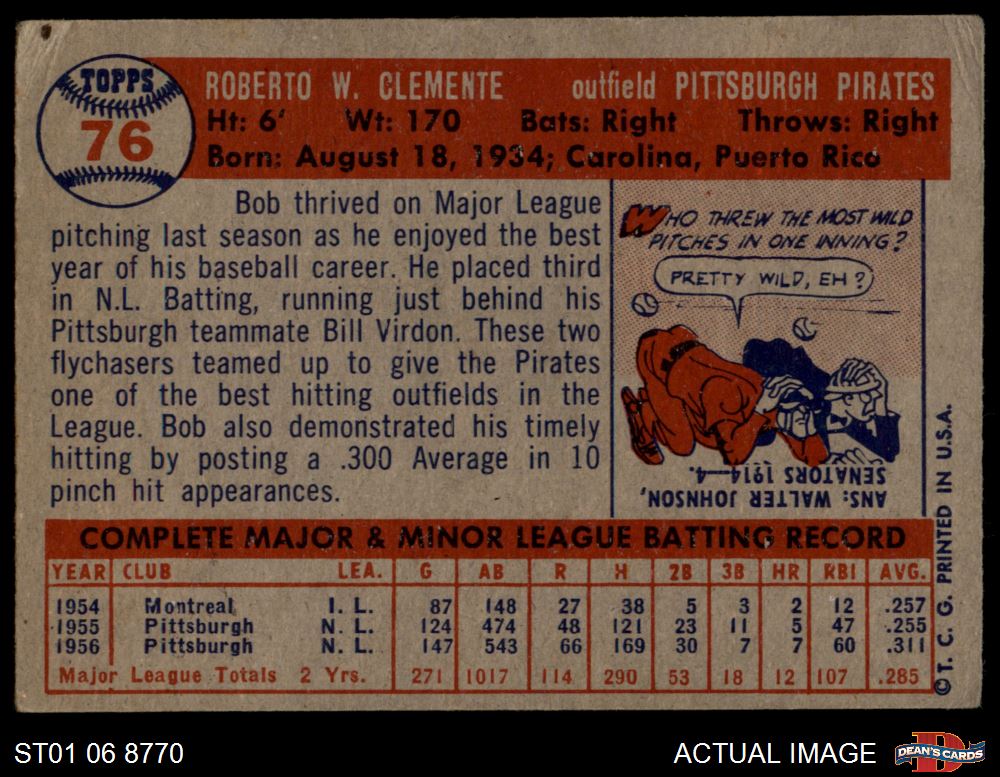 TOPPS
76
ROBERTO W. CLEMENTE outfield PITTSBURGH PIRATES
Ht: 6' Wt: 170 Bats: Right Throws: Right
Born: August 18, 1934; Carolina, Puerto Rico
Bob thrived on Major League
pitching last season as he enjoyed the best
year of his baseball career. He placed third
in N.L. Batting, running just behind his
Pittsburgh teammate Bill Virdon. These two
flychasers teamed up to give the Pirates
one of the best hitting outfields in the
League. Bob also demonstrated his timely
hitting by posting a .300 Average in 10
pinch hit appearances.
WHO THREW THE MOST WILD
PITCHES IN ONE INNING?
PRETTY WILD, EH?
ANS: WALTER JOHNSON,
SENATORS 1914—4.
COMPLETE MAJOR & MINOR LEAGUE BATTING RECORD
YEAR CLUB LEA. G AB R H 2B 3B HR RBI AVG.
1954 Montreal I. L. 87 148 27 38 5 3 2 12 .257
1955 Pittsburgh N. L. 124 474 48 121 23 11 5 47 .255
1956 Pittsburgh N. L. 147 543 66 169 30 7 7 60 .311
Major League Totals 2 Yrs. 271 1017 114 290 53 18 12 107 .285
©T. C. G. PRINTED IN U.S.A.
ST01 06 8770
ACTUAL IMAGE
D
DEAN'S CARDS